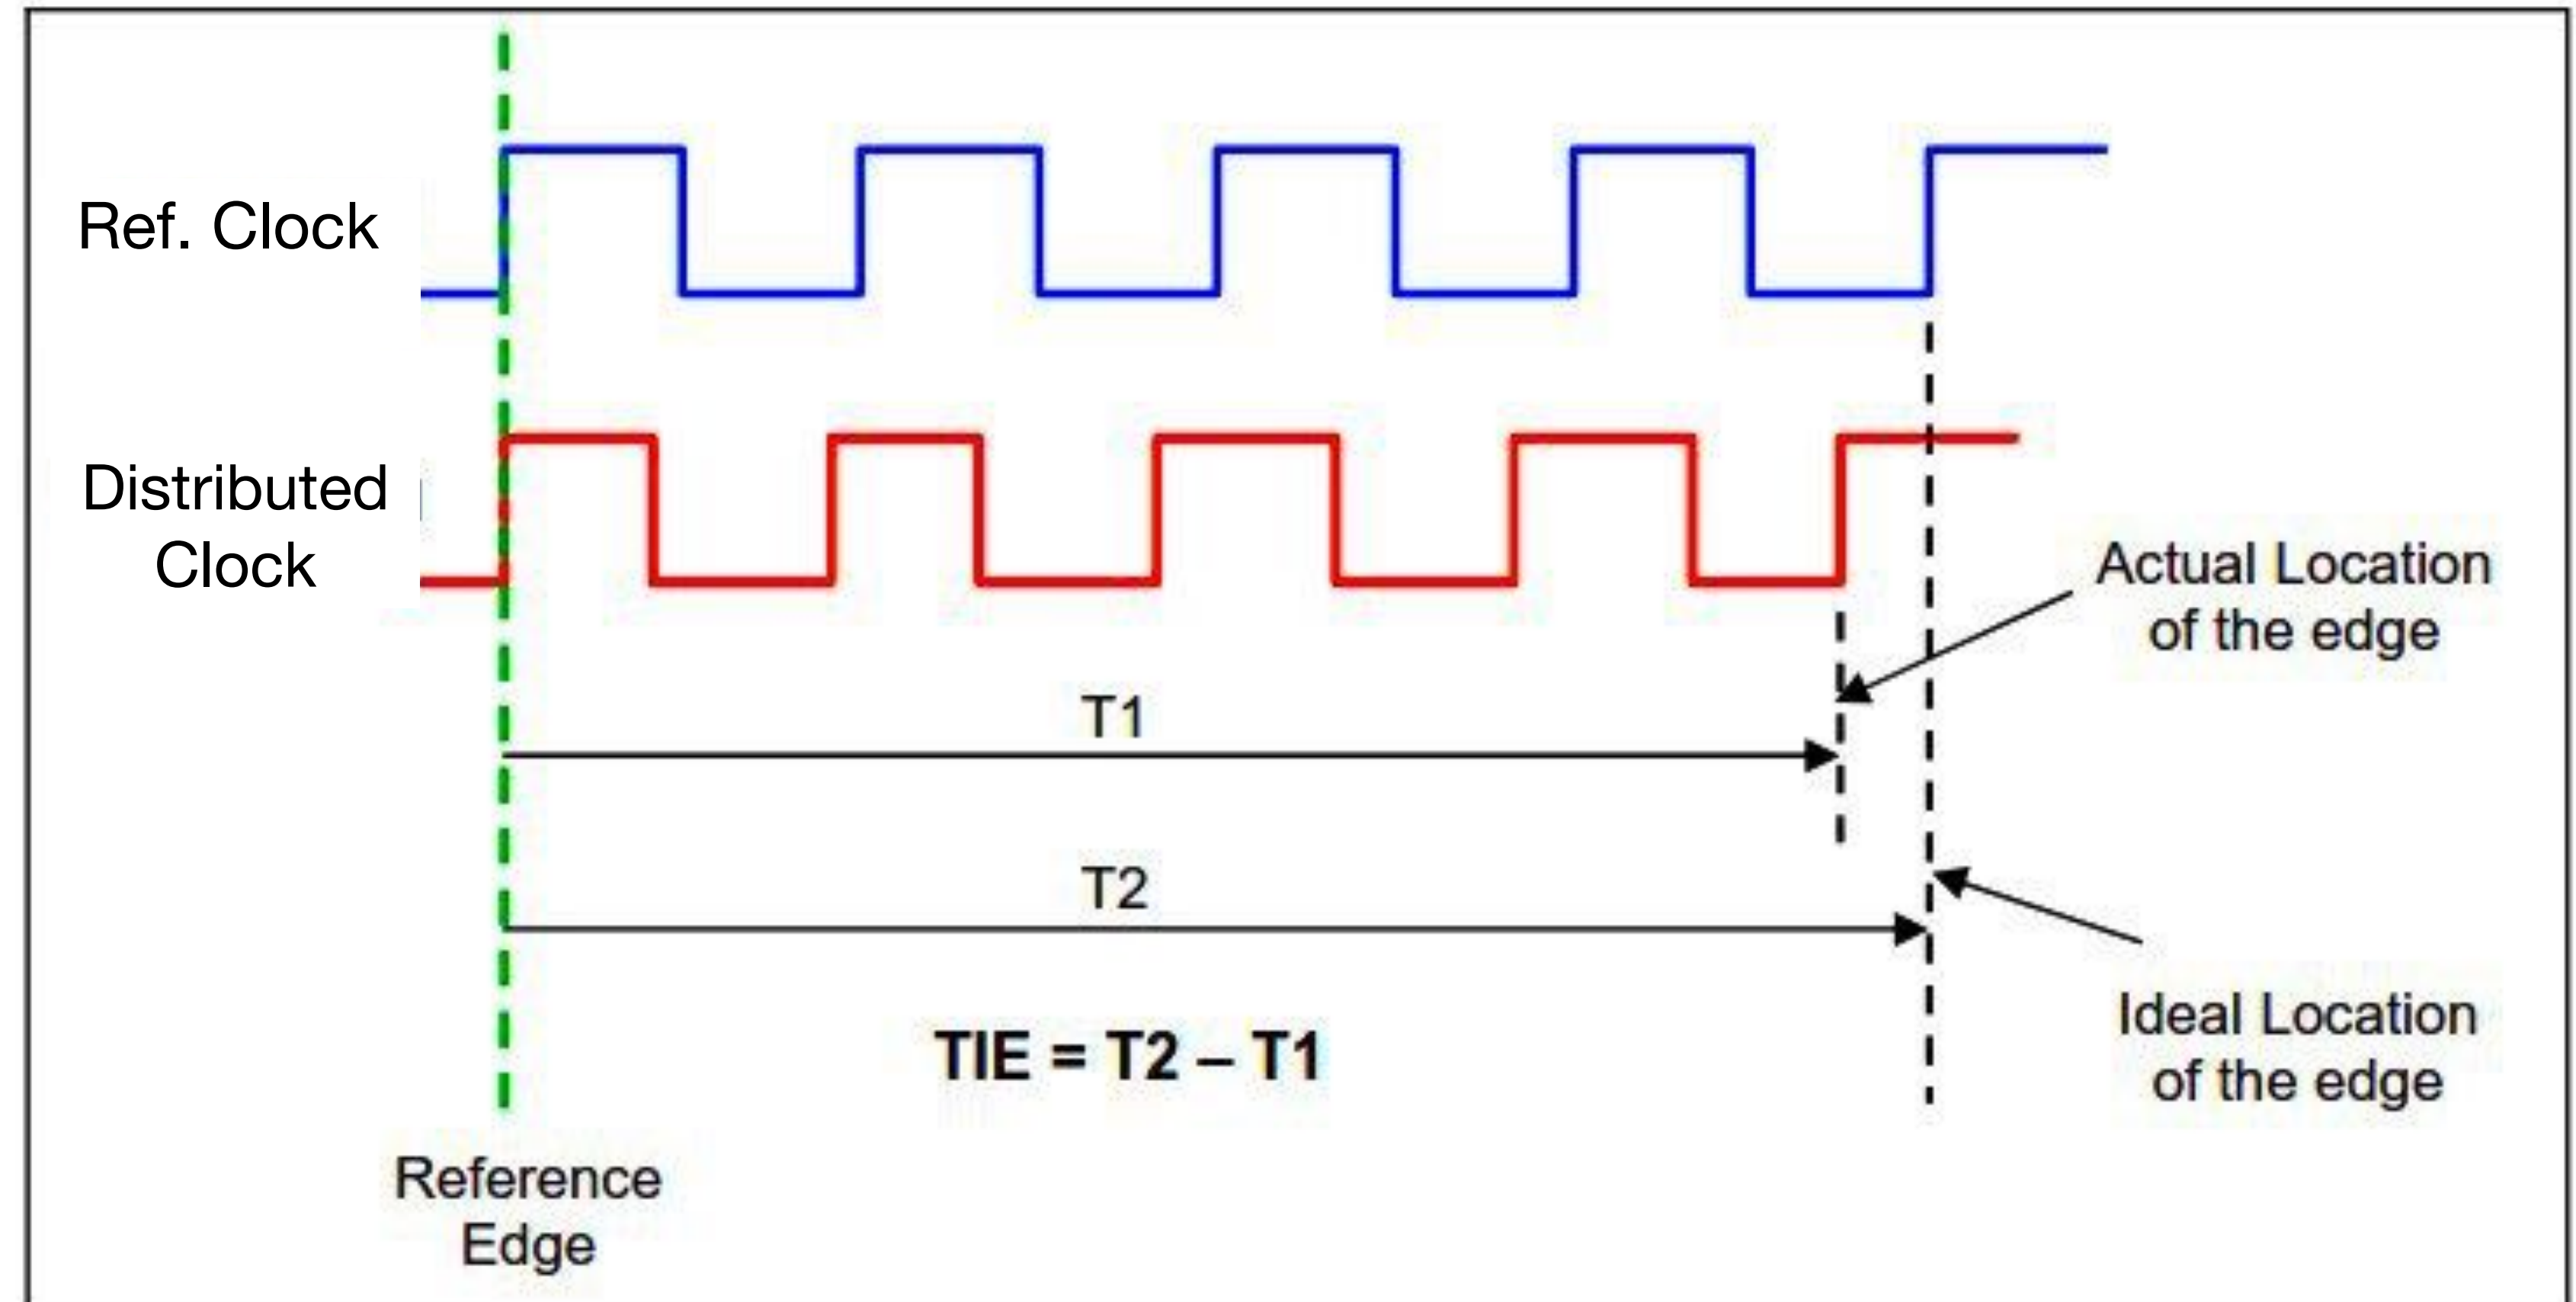 Ref. Clock
Distributed
Clock
Actual Location
of the edge
T1
T2
Ideal Location
of the edge
TIE = T2 – T1
Reference
Edge